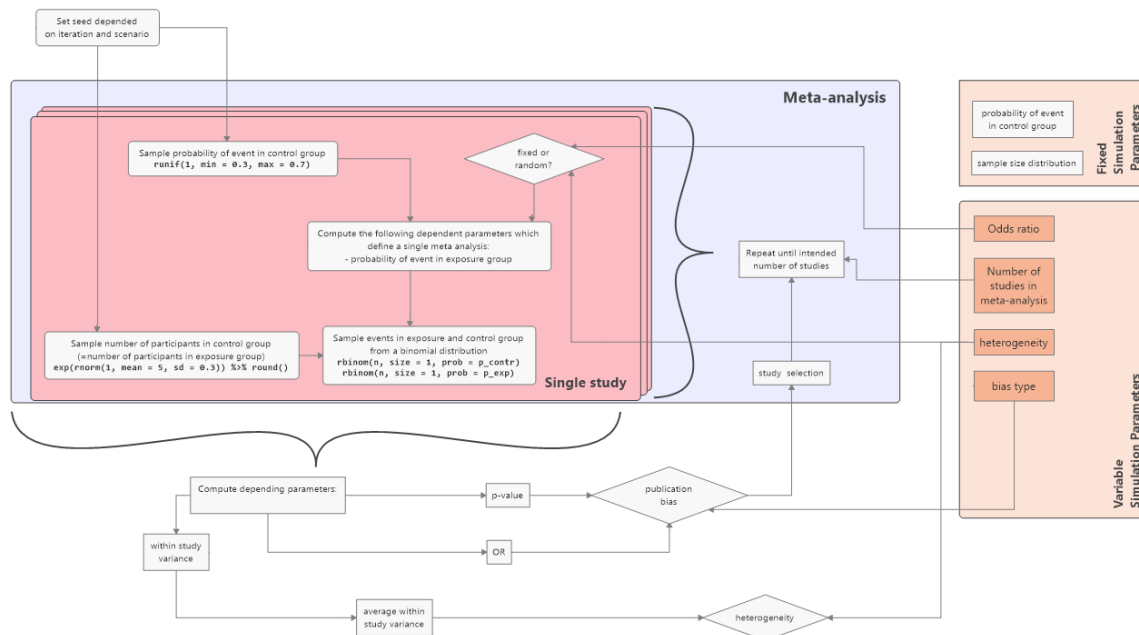 Set seed depended
on iteration and scenario
Meta-analysis
Sample probability of event in control group
runif(1, min = 0.3, max = 0.7)
fixed or
random?
Compute the following dependent parameters which
define a single meta analysis:
- probability of event in exposure group
Sample number of participants in control group
(=number of participants in exposure group)
exp(rnorm(1, mean = 5, sd = 0.3)) %>% round()
Sample events in exposure and control group
from a binomial distribution
rbinom(n, size = 1, prob = p_contr)
rbinom(n, size = 1, prob = p_exp)
Single study
Repeat until intended
number of studies
study selection
probability of event
in control group
sample size distribution
Fixed
Simulation
Parameters
Odds ratio
Number of
studies in
meta-analysis
heterogeneity
bias type
Variable
Simulation Parameters
Compute depending parameters:
p-value
publication
bias
OR
within study
variance
average within
study variance
heterogeneity